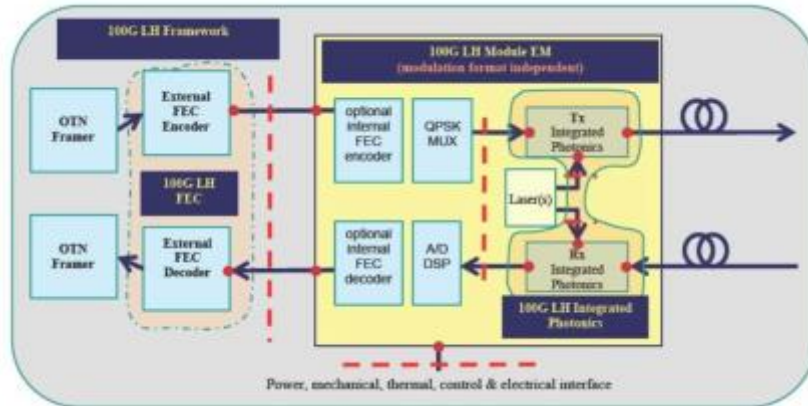 100G LH Framework
100G LH Module EM
(modulation format independent)
OTN
Framer
External
FEC
Encoder
optional
internal
FEC
encoder
QPSK
MUX
Tx
Integrated
Photonics
100G LH
FEC
Laser(s)
OTN
Framer
External
FEC
Decoder
optional
internal
FEC
decoder
A/D
DSP
Rx
Integrated
Photonics
100G LH Integrated
Photonics
Power, mechanical, thermal, control & electrical interface